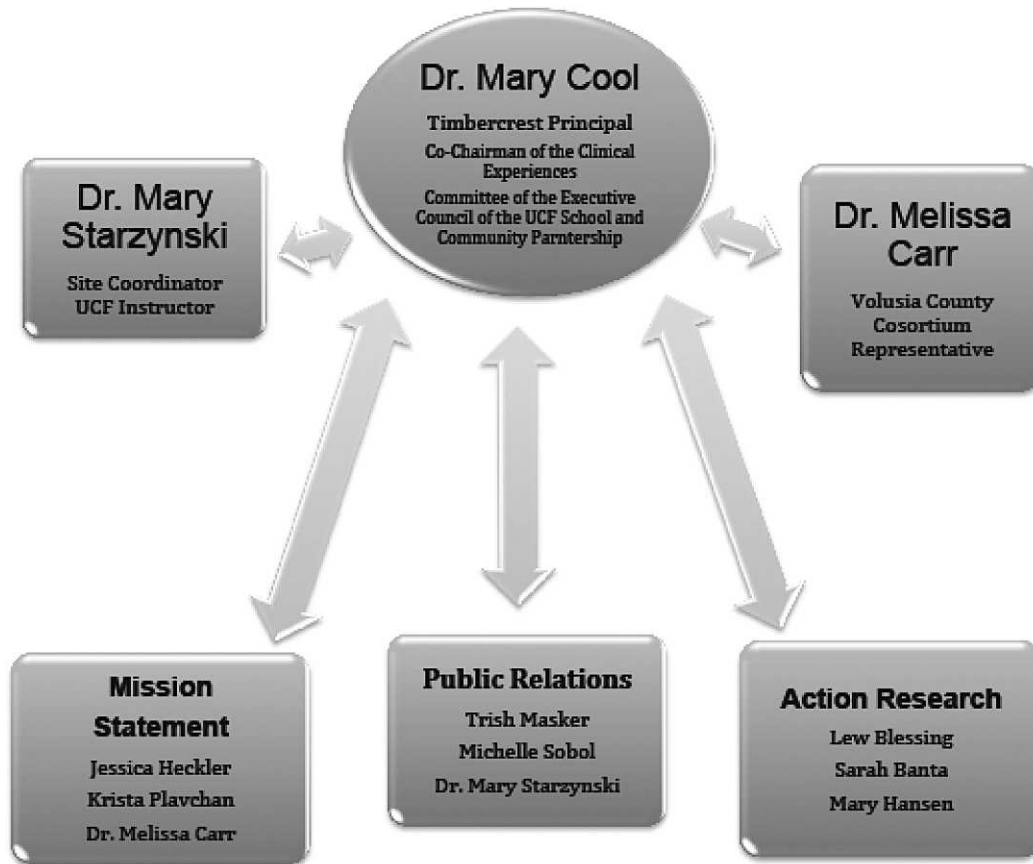 Dr. Mary Cool
Timbercrest Principal
Co-Chairman of the Clinical
Experiences
Committee of the Executive
Council of the UCF School and
Community Parntership
Dr. Mary
Starzynski
Site Coordinator
UCF Instructor
Dr. Melissa
Carr
Volusia County
Cosortium
Representative
Mission
Statement
Jessica Heckler
Krista Plavchan
Dr. Melissa Carr
Public Relations
Trish Masker
Michelle Sobol
Dr. Mary Starzynski
Action Research
Lew Blessing
Sarah Banta
Mary Hansen